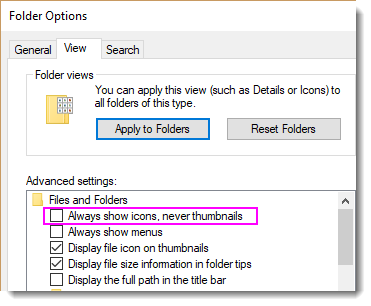 Folder Options
General View Search
Folder views
You can apply this view (such as Details or Icons) to
all folders of this type.
Apply to Folders Reset Folders
Advanced settings:
Files and Folders
Always show icons, never thumbnails
Always show menus
Display file icon on thumbnails
Display file size information in folder tips
Display the full path in the title bar